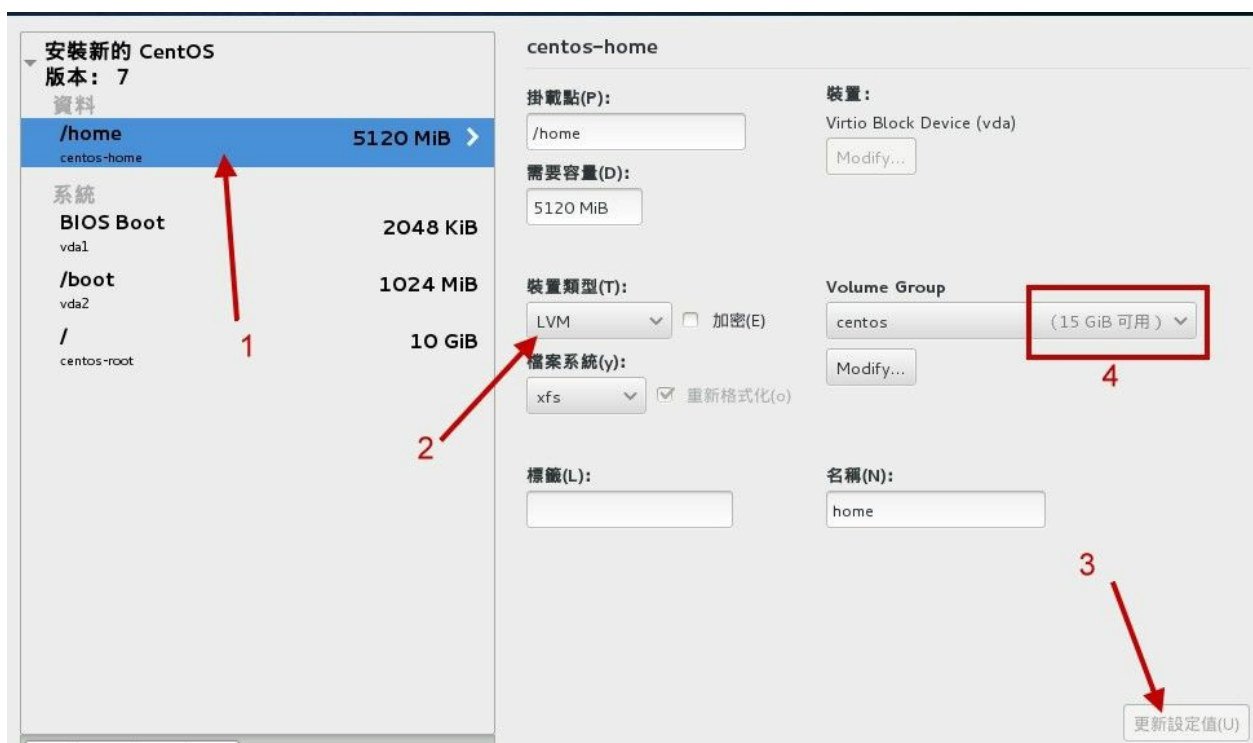 安裝新的 CentOS
版本： 7
資料
/home 5120 MiB
centos-home
系統
BIOS Boot 2048 KiB
vda1
/boot 1024 MiB
vda2
/ 10 GiB
centos-root
1
2
centos-home
掛載點(P)：
/home
需要容量(D)：
5120 MiB
裝置：
Virtio Block Device (vda)
Modify...
裝置類型(T)：
LVM 加密(E)
檔案系統(y)：
xfs 重新格式化(o)
Volume Group
centos （15 GiB 可用）
Modify...
4
標籤(L)：
名稱(N)：
home
3
更新設定值(U)